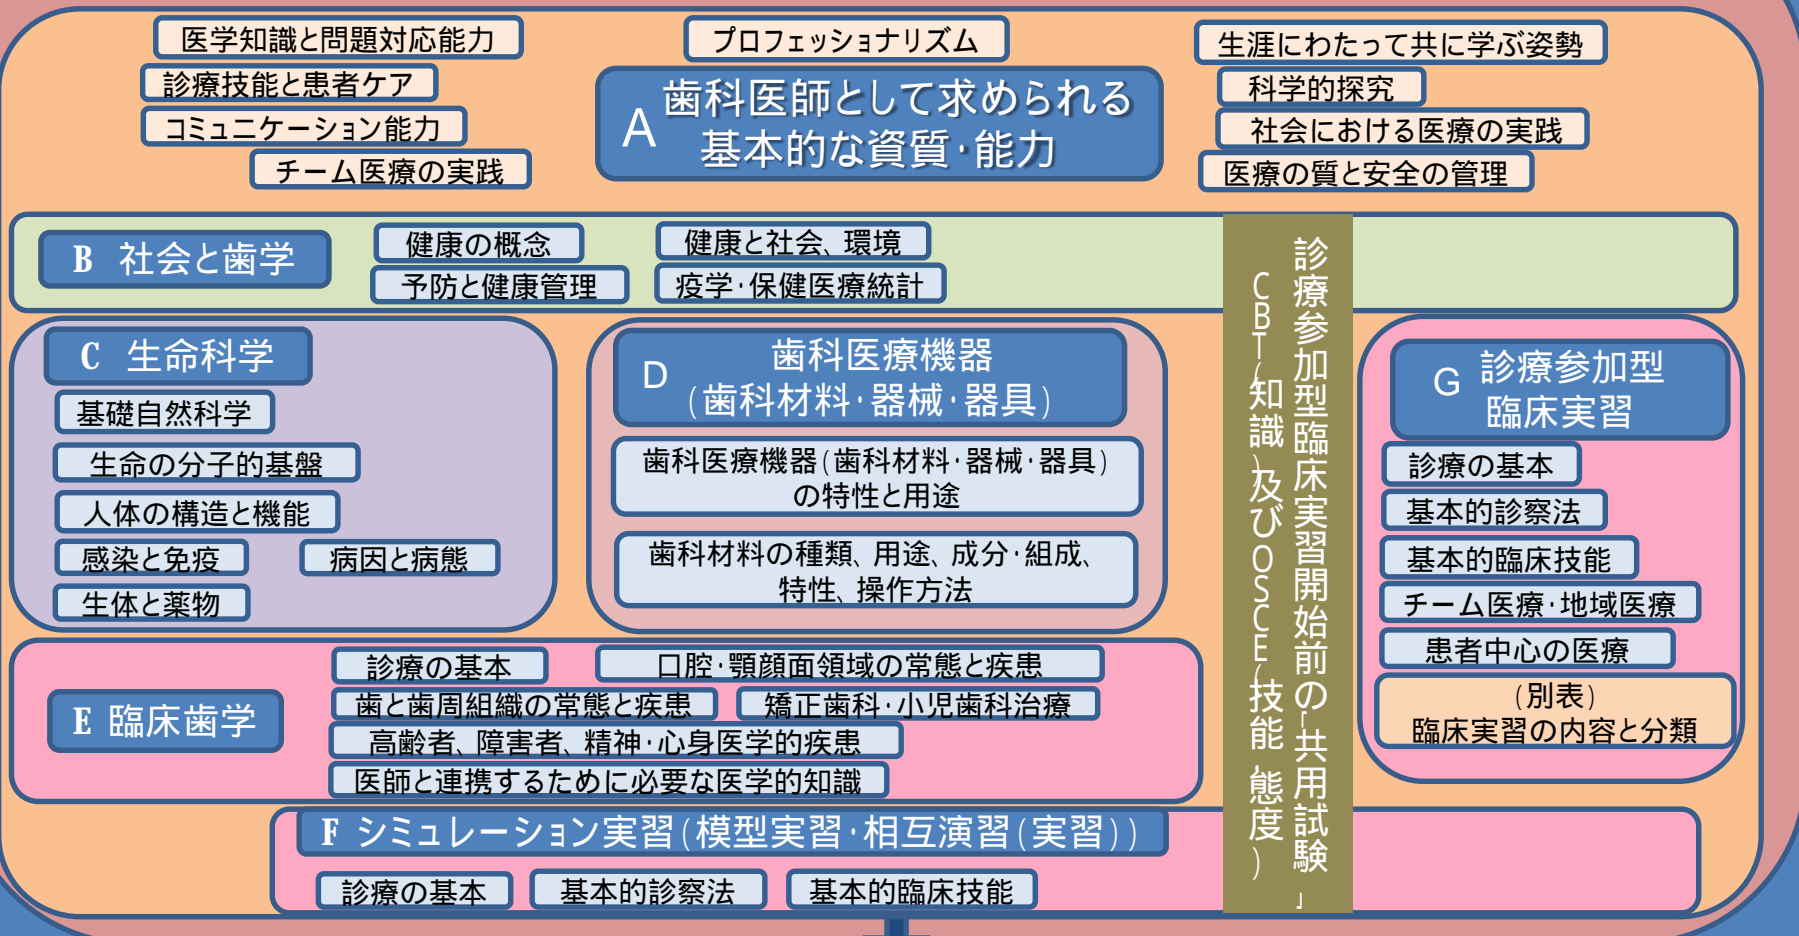 医学知識と問題対応能力
診療技能と患者ケア
コミュニケーション能力
チーム医療の実践
プロフェッショナリズム
A 歯科医師として求められる
基本的な資質・能力
生涯にわたって共に学ぶ姿勢
科学的探究
社会における医療の実践
医療の質と安全の管理
B 社会と歯学
健康の概念
健康と社会、環境
予防と健康管理
疫学・保健医療統計
C 生命科学
基礎自然科学
生命の分子的基盤
人体の構造と機能
感染と免疫
病因と病態
生体と薬物
D 歯科医療機器
(歯科材料・器械・器具)
歯科医療機器(歯科材料・器械・器具)
の特性と用途
歯科材料の種類、用途、成分・組成、
特性、操作方法
E 臨床歯学
診療の基本
口腔・顎顔面領域の常態と疾患
歯と歯周組織の常態と疾患
矯正歯科・小児歯科治療
高齢者、障害者、精神・心身医学的疾患
医師と連携するために必要な医学的知識
F シミュレーション実習(模型実習・相互演習(実習))
診療の基本
基本的診察法
基本的臨床技能
診療参加型臨床実習開始前の「共用試験」
CBT(知識)及びOSCE(技能、態度)
G 診療参加型
臨床実習
診療の基本
基本的診察法
基本的臨床技能
チーム医療・地域医療
患者中心の医療
(別表)
臨床実習の内容と分類